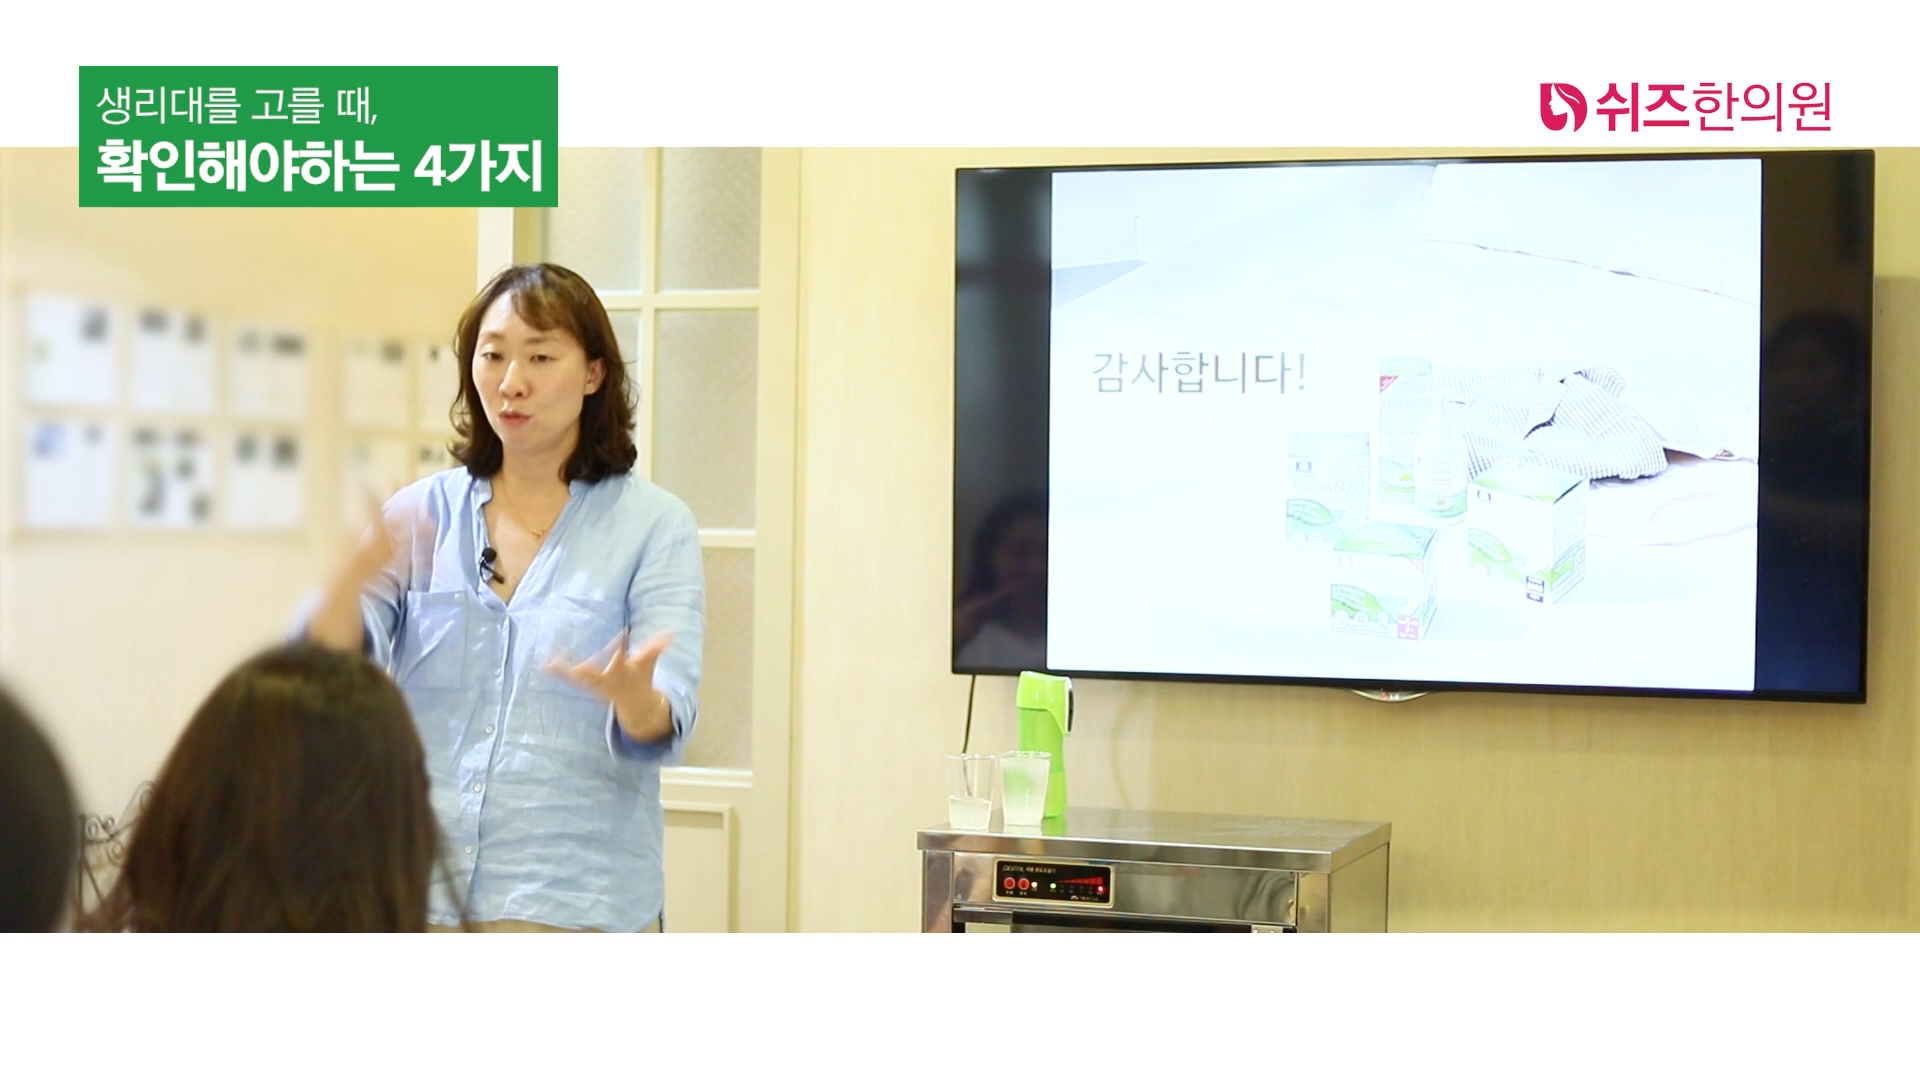 생리대를 고를 때,
확인해야하는 4가지
쉬즈한의원
감사합니다!